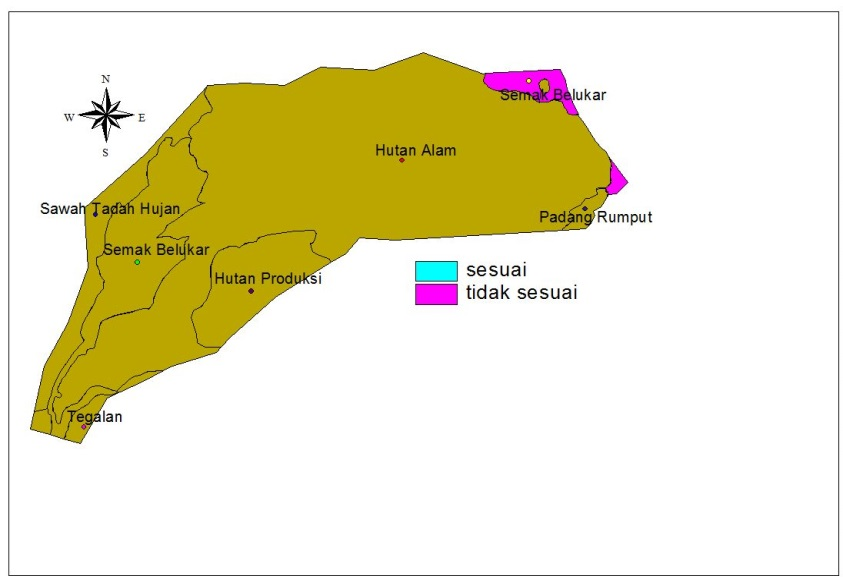 N
W E
S
Semak Belukar
Hutan Alam
Sawah Tadah Hujan
Padang Rumput
Semak Belukar
Hutan Produksi
sesuai
tidak sesuai
Tegalan